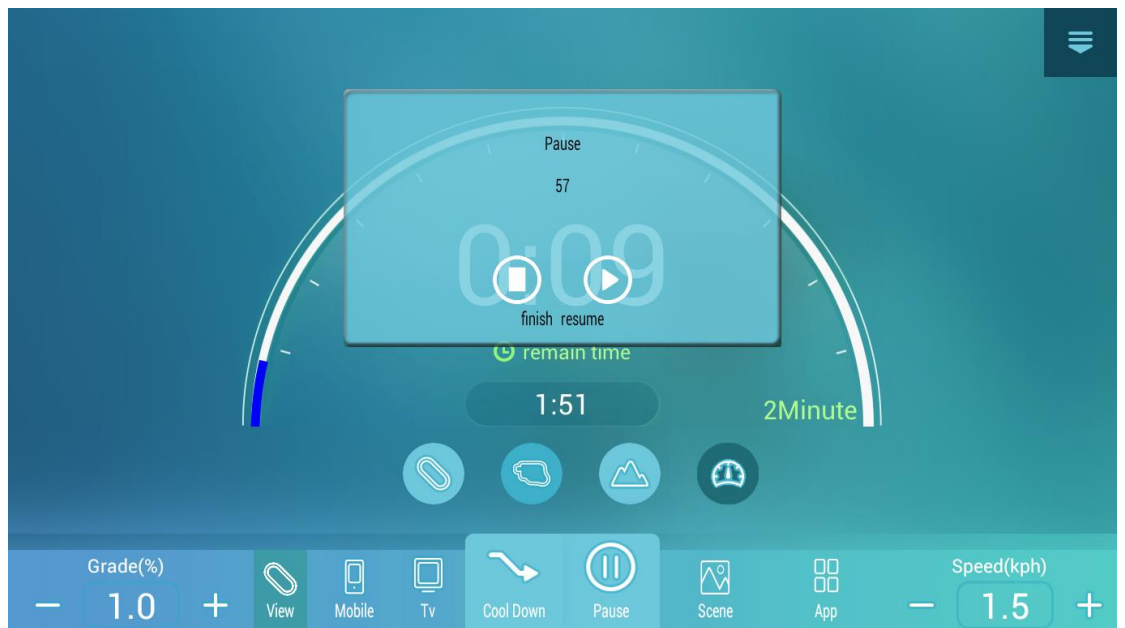 Pause
57
0:09
finish resume
remain time
1:51
2Minute
Grade(%)
1.0
View
Mobile
Tv
Cool Down
Pause
Scene
App
Speed(kph)
1.5